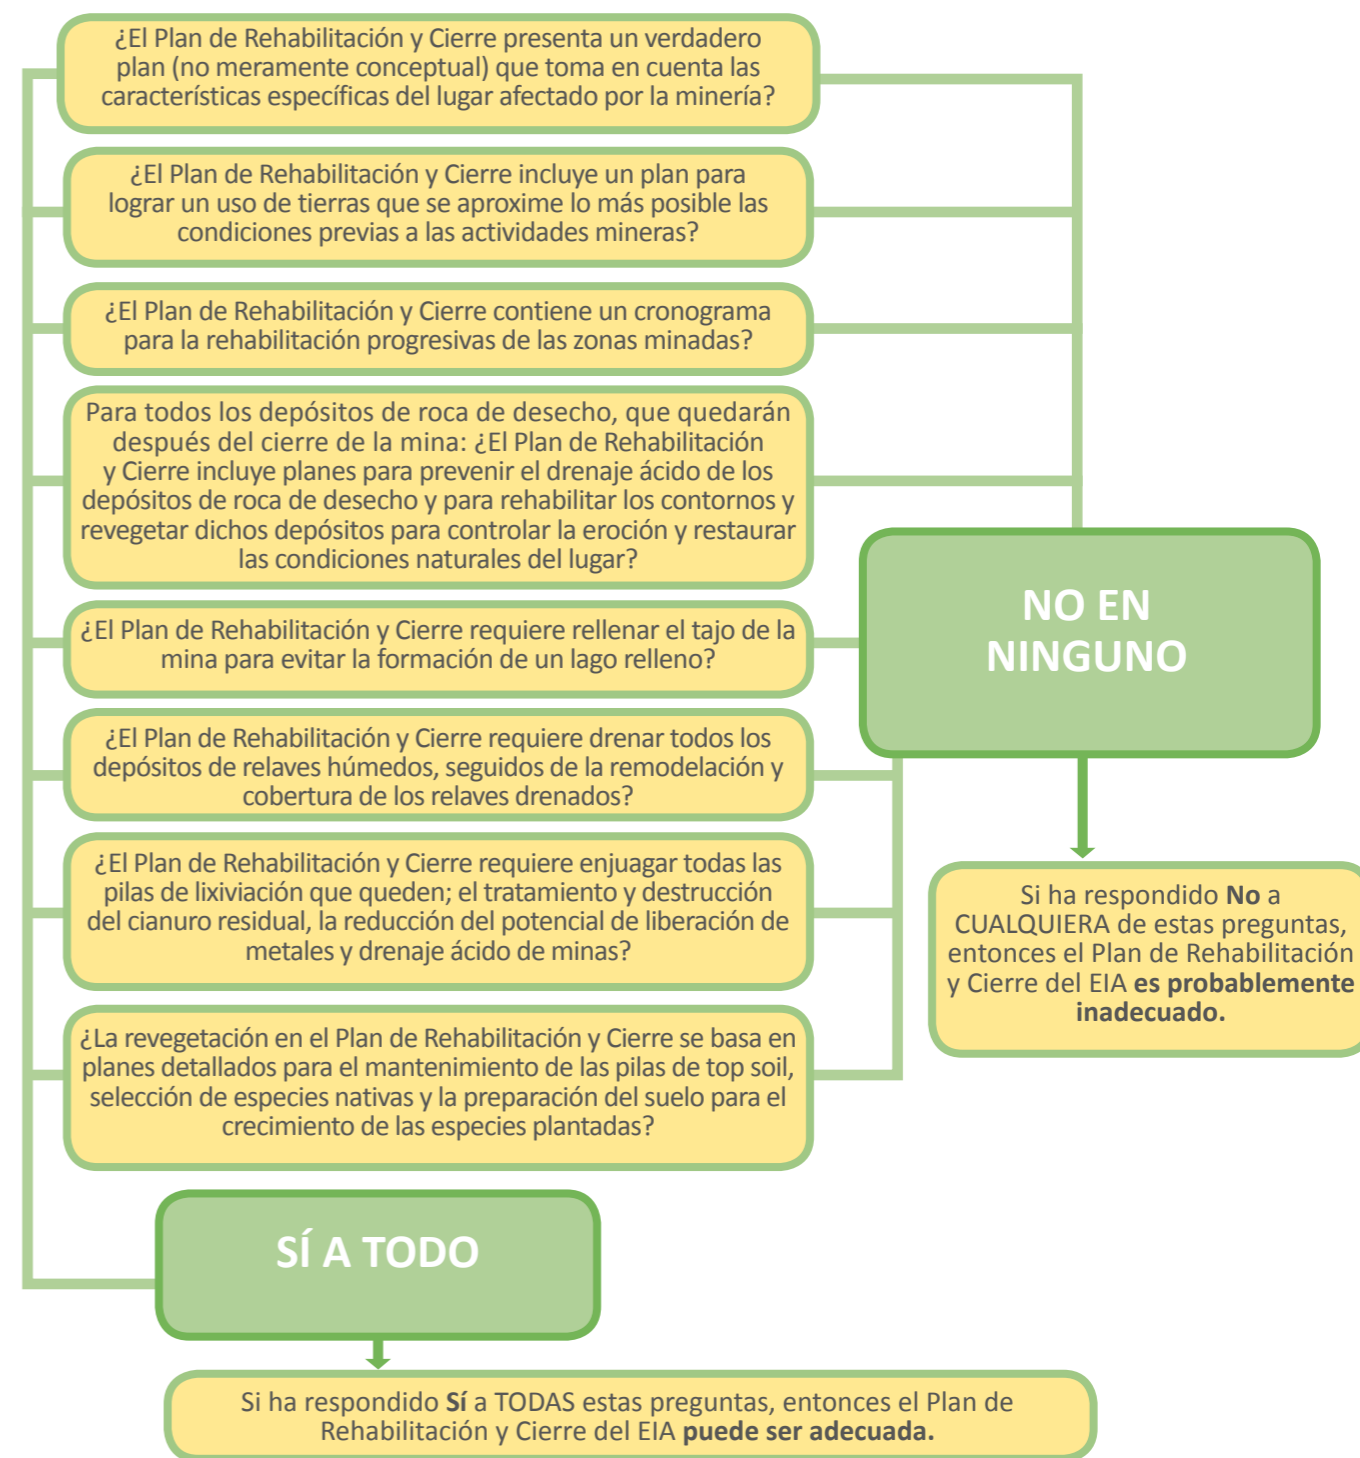 ¿El Plan de Rehabilitación y Cierre presenta un verdadero
plan (no meramente conceptual) que toma en cuenta las
características específicas del lugar afectado por la minería?
¿El Plan de Rehabilitación y Cierre incluye un plan para
lograr un uso de tierras que se aproxime lo más posible las
condiciones previas a las actividades mineras?
¿El Plan de Rehabilitación y Cierre contiene un cronograma
para la rehabilitación progresivas de las zonas minadas?
Para todos los depósitos de roca de desecho, que quedarán
después del cierre de la mina: ¿El Plan de Rehabilitación
y Cierre incluye planes para prevenir el drenaje ácido de los
depósitos de roca de desecho y para rehabilitar los contornos y
revegetar dichos depósitos para controlar la eroción y restaurar
las condiciones naturales del lugar?
¿El Plan de Rehabilitación y Cierre requiere rellenar el tajo de la
mina para evitar la formación de un lago relleno?
¿El Plan de Rehabilitación y Cierre requiere drenar todos los
depósitos de relaves húmedos, seguidos de la remodelación y
cobertura de los relaves drenados?
¿El Plan de Rehabilitación y Cierre requiere enjuagar todas las
pilas de lixiviación que queden; el tratamiento y destrucción
del cianuro residual, la reducción del potencial de liberación de
metales y drenaje ácido de minas?
¿La revegetación en el Plan de Rehabilitación y Cierre se basa en
planes detallados para el mantenimiento de las pilas de top soil,
selección de especies nativas y la preparación del suelo para el
crecimiento de las especies plantadas?
NO EN
NINGUNO
Si ha respondido No a
CUALQUIERA de estas preguntas,
entonces el Plan de Rehabilitación
y Cierre del EIA es probablemente
inadecuado.
SÍ A TODO
Si ha respondido Sí a TODAS estas preguntas, entonces el Plan de
Rehabilitación y Cierre del EIA puede ser adecuada.